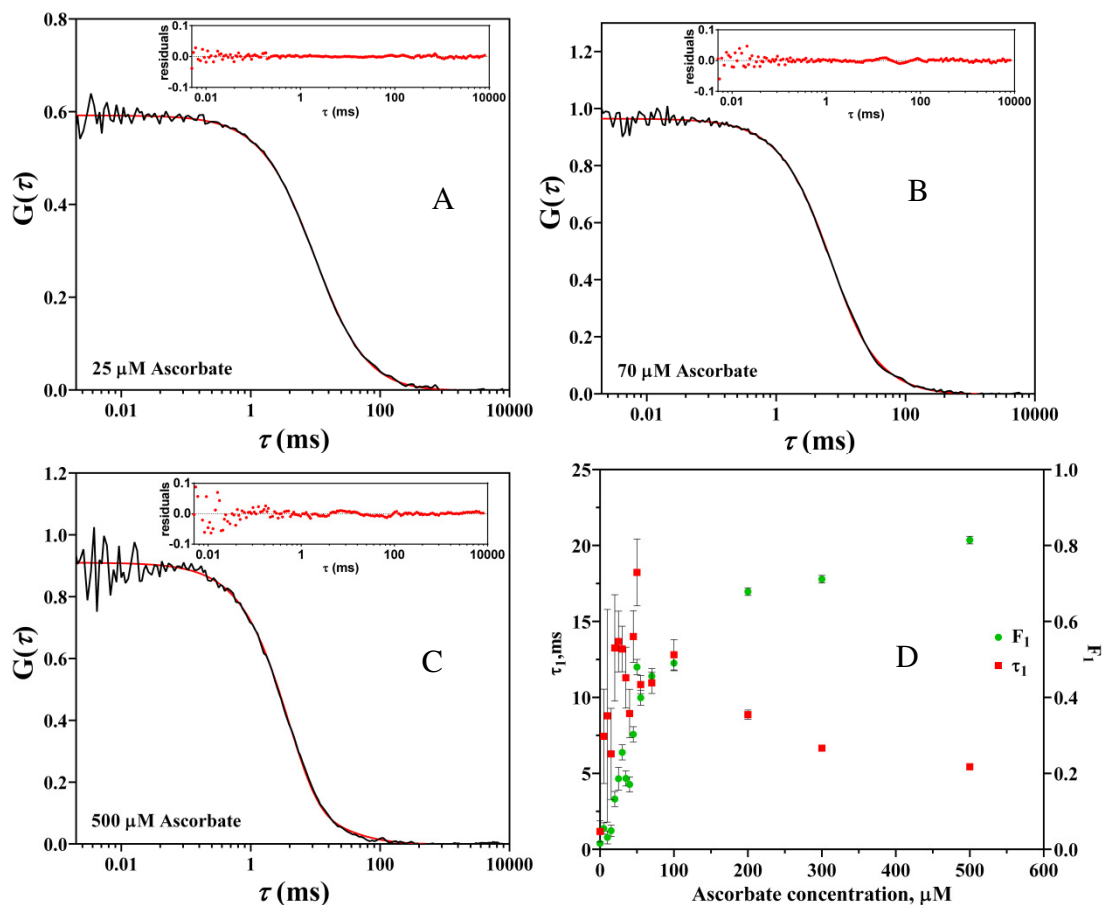 0.8
0.6
0.4
0.2
0.0
G(τ)
0.1
0.0
-0.1
residuals
0.01 1 100 10000
τ (ms)
A
25 μM Ascorbate
0.01 1 100 10000
τ (ms)
1.2
1.0
0.8
0.6
0.4
0.2
0.0
G(τ)
0.1
0.0
-0.1
residuals
0.01 1 100 10000
τ (ms)
B
70 μM Ascorbate
0.01 1 100 10000
τ (ms)
1.2
1.0
0.8
0.6
0.4
0.2
0.0
G(τ)
0.1
0.0
-0.1
residuals
0.01 1 100 10000
τ (ms)
C
500 μM Ascorbate
0.01 1 100 10000
τ (ms)
25
20
15
10
5
0
τ₁,ms
1.0
0.8
0.6
0.4
0.2
0.0
F₁
D
F₁
τ₁
0 100 200 300 400 500 600
Ascorbate concentration, μM